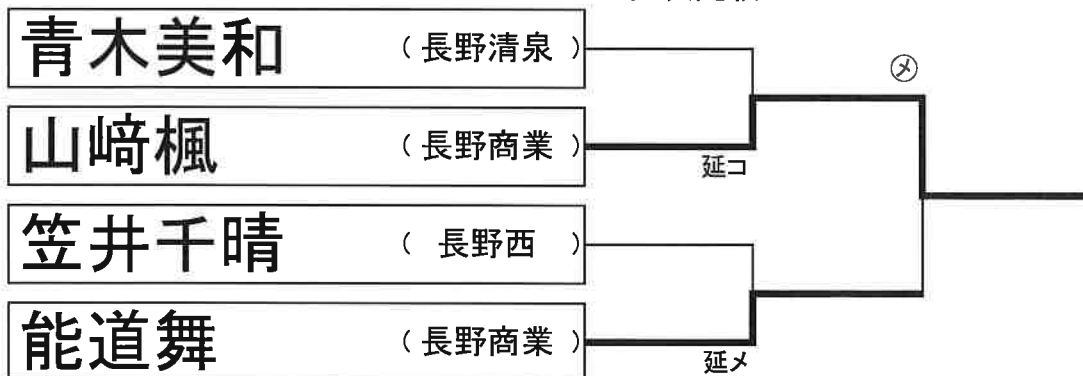 青木美和 （長野清泉）
㋱
山﨑楓 （長野商業）
延コ
笠井千晴 （ 長野西 ）
能道舞 （長野商業）
延メ